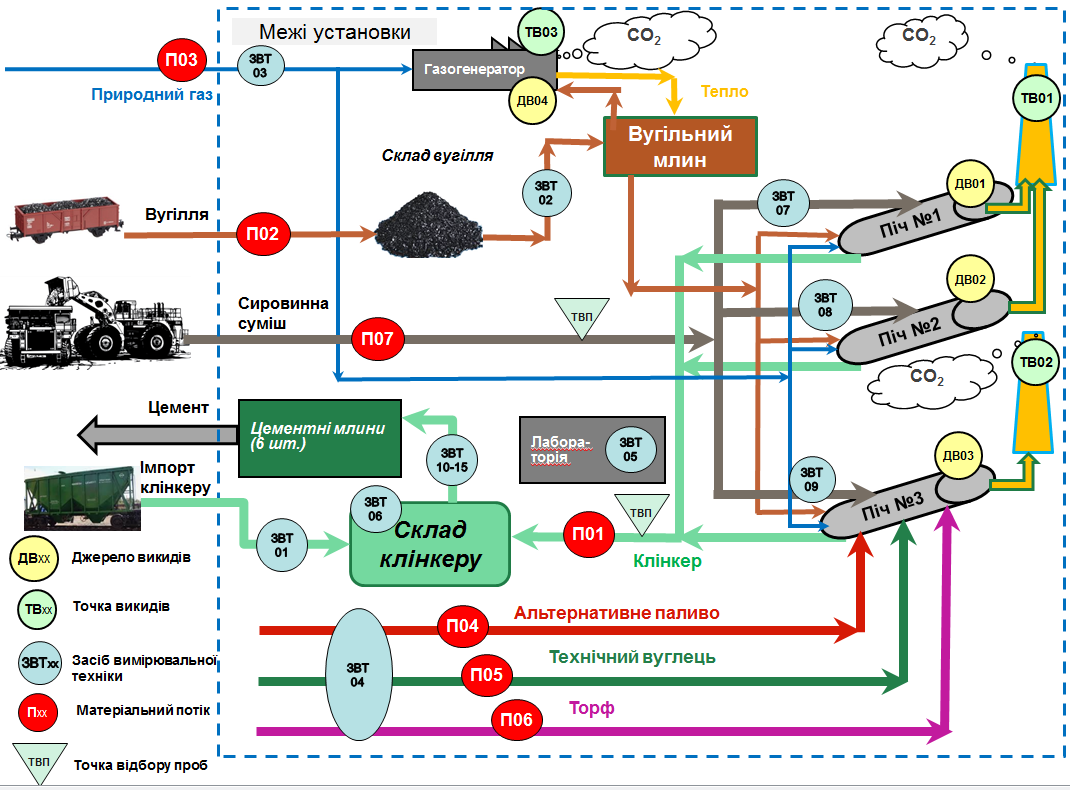 Межі установки
ТВ03
CO2
CO2
П03
ЗВТ
03
Газогенератор
Природний газ
ДВ04
Тепло
ТВ01
Вугільний
млин
Склад вугілля
ЗВТ
02
ДВ01
ЗВТ
07
Піч №1
Вугілля
П02
ДВ02
Сировинна
суміш
ТВП
ЗВТ
08
Піч №2
П07
ТВ02
CO2
Цемент
Цементні млини
(6 шт.)
Лабора-
торія
ЗВТ
05
ЗВТ
10-15
ДВ03
Імпорт
клінкеру
ЗВТ
09
Піч №3
ЗВТ
06
Склад
клінкеру
ТВП
П01
ЗВТ
01
Клінкер
ДВХХ
Джерело викидів
ТВХХ
Точка викидів
Альтернативне паливо
П04
ЗВТхх
Засіб вимірювальної
техніки
Технічний вуглець
ЗВТ
04
П05
Пхх
Матеріальний потік
Торф
П06
ТВП
Точка відбору проб